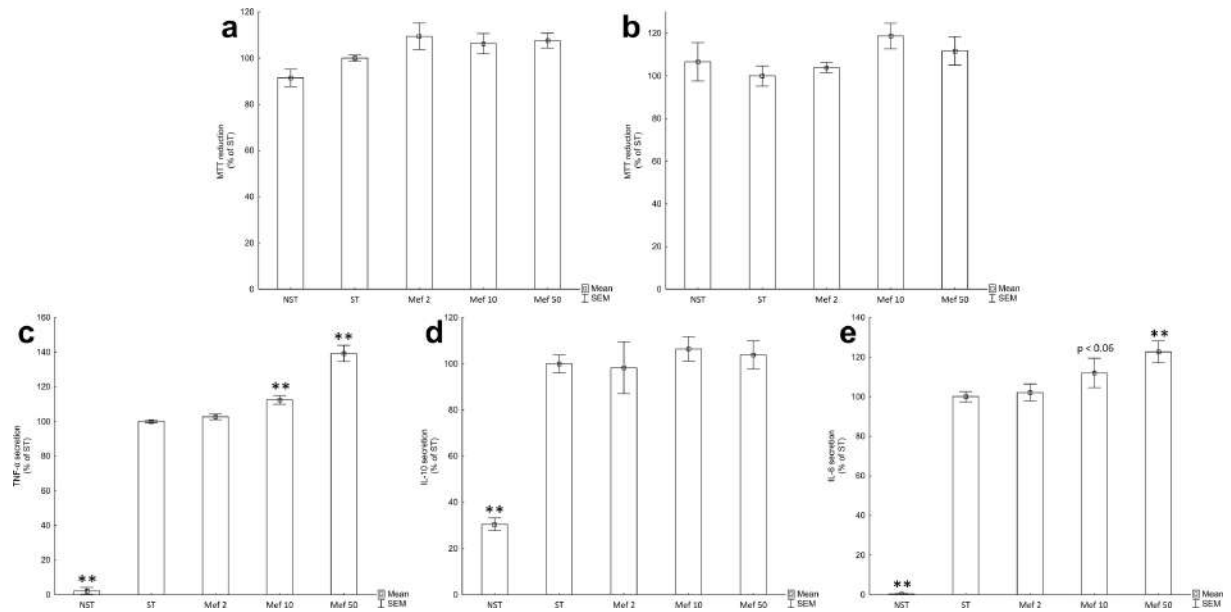 a
MTT reduction
(% of ST)
120
100
80
60
40
20
0
NST ST Mef 2 Mef 10 Mef 50
Mean
SEM
b
MTT reduction
(% of ST)
120
100
80
60
40
20
0
NST ST Mef 2 Mef 10 Mef 50
Mean
SEM
c
TNF-α secretion
(% of ST)
160
140
120
100
80
60
40
20
0
**
**
**
NST ST Mef 2 Mef 10 Mef 50
Mean
SEM
d
IL-10 secretion
(% of ST)
120
100
80
60
40
20
0
**
NST ST Mef 2 Mef 10 Mef 50
Mean
SEM
e
IL-6 secretion
(% of ST)
140
120
100
80
60
40
20
0
**
p < 0.06
**
NST ST Mef 2 Mef 10 Mef 50
Mean
SEM